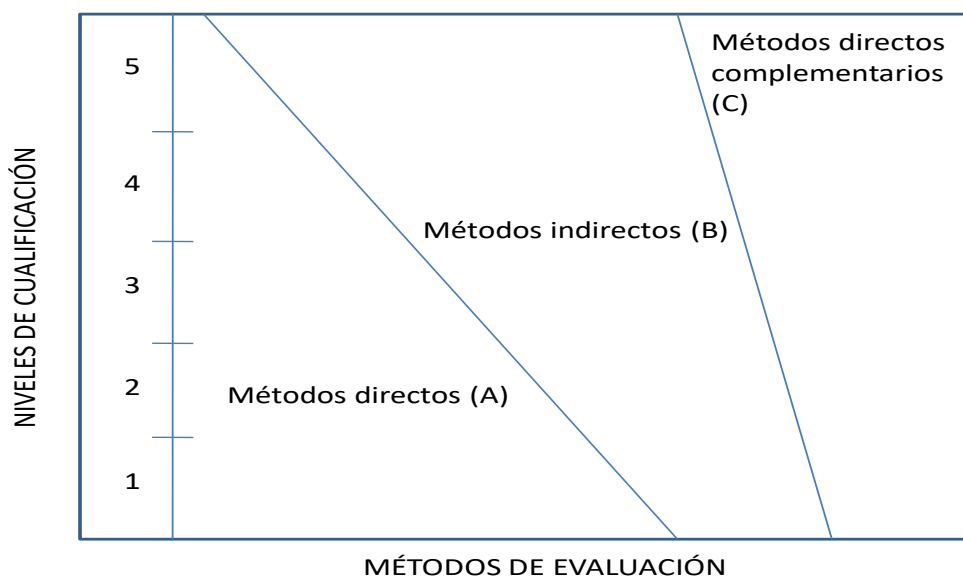 NIVELES DE CUALIFICACIÓN
5
4
3
2
1
Métodos directos
complementarios
(C)
Métodos indirectos (B)
Métodos directos (A)
MÉTODOS DE EVALUACIÓN